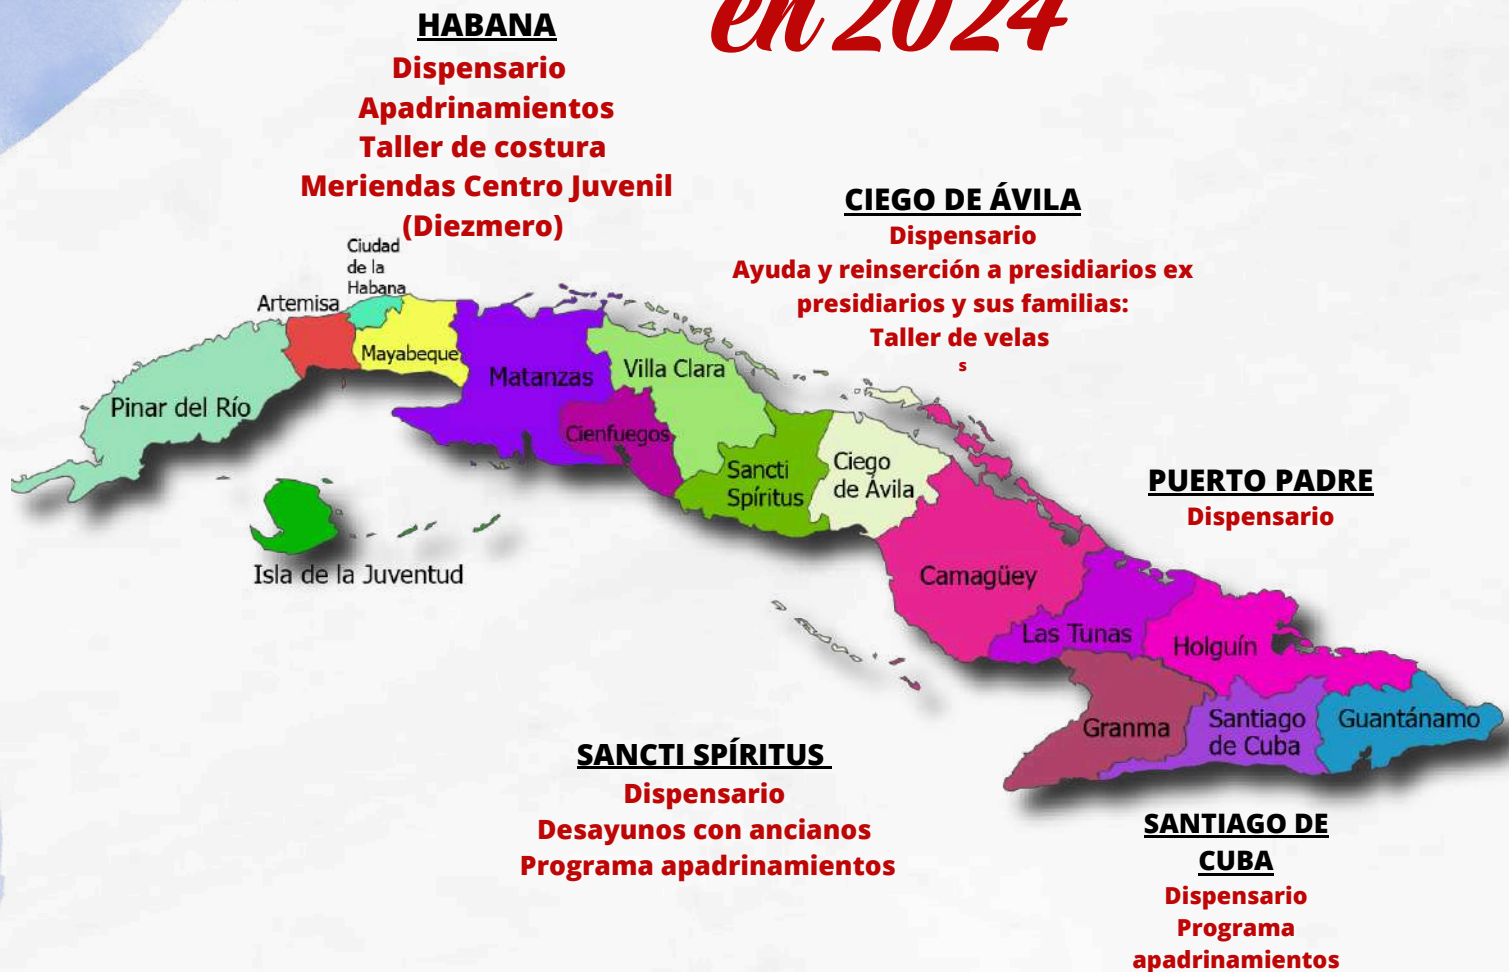 en 2024
HABANA
Dispensario
Apadrinamientos
Taller de costura
Meriendas Centro Juvenil
(Diezmero)
CIEGO DE ÁVILA
Dispensario
Ayuda y reinserción a presidiarios ex
presidiarios y sus familias:
Taller de velas
s
Ciudad
de la
Habana
Artemisa
Mayabeque
Matanzas
Villa Clara
Pinar del Río
Cienfuegos
Sancti
Spíritus
Ciego
de Ávila
PUERTO PADRE
Dispensario
Isla de la Juventud
Camagüey
Las Tunas
Holguín
Granma
Santiago
de Cuba
Guantánamo
SANCTI SPÍRITUS
Dispensario
Desayunos con ancianos
Programa apadrinamientos
SANTIAGO DE
CUBA
Dispensario
Programa
apadrinamientos